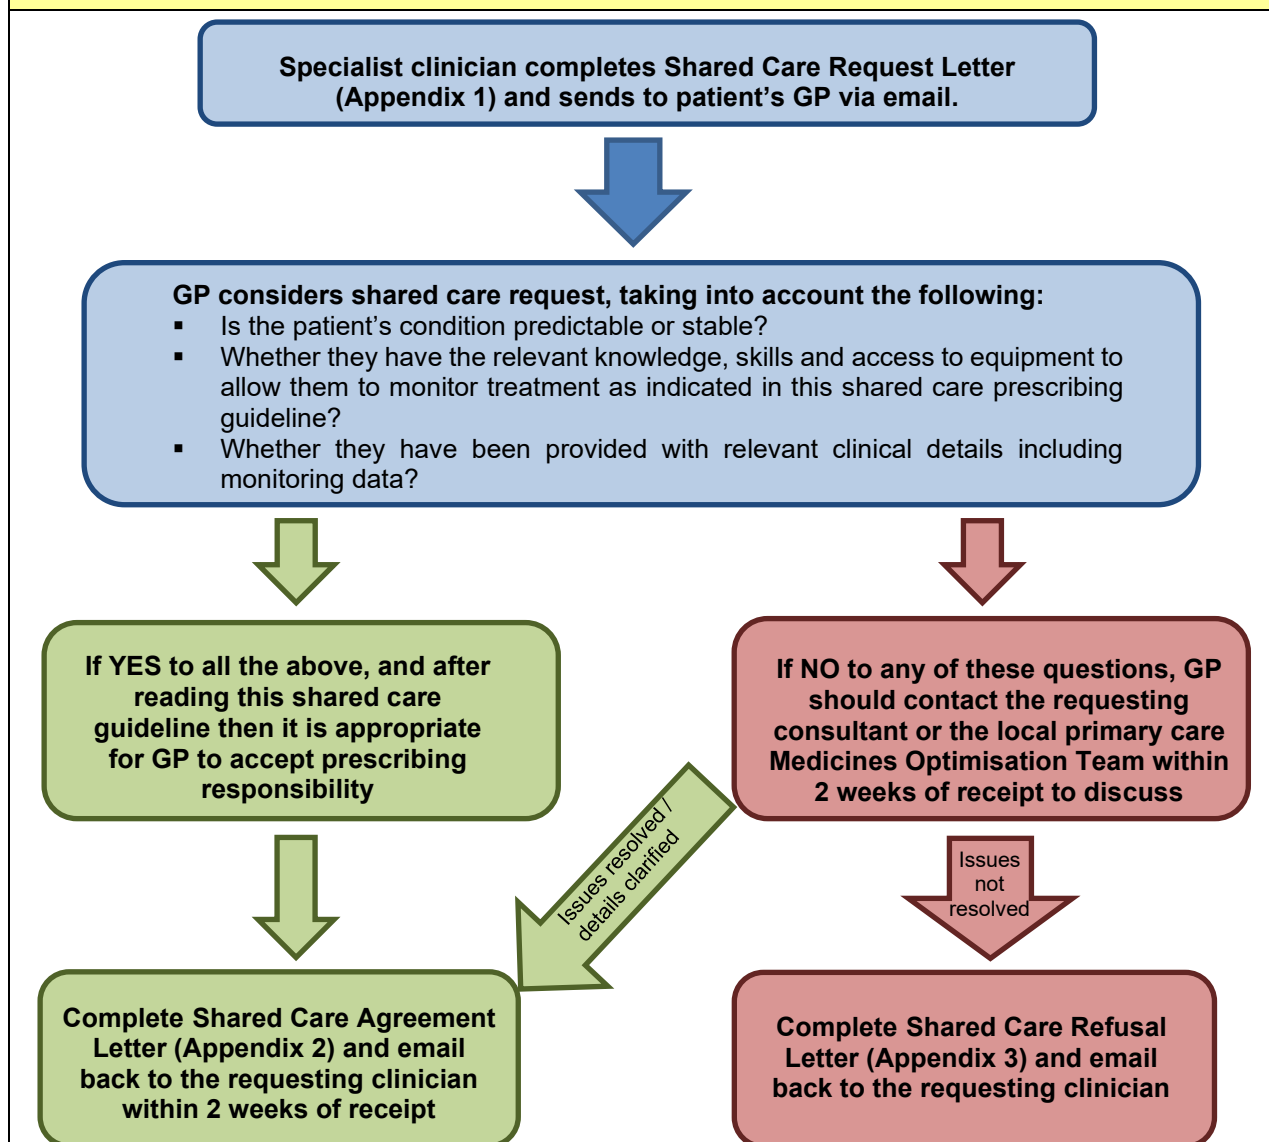 Specialist clinician completes Shared Care Request Letter
(Appendix 1) and sends to patient’s GP via email.
GP considers shared care request, taking into account the following:
▪ Is the patient’s condition predictable or stable?
▪ Whether they have the relevant knowledge, skills and access to equipment to
allow them to monitor treatment as indicated in this shared care prescribing
guideline?
▪ Whether they have been provided with relevant clinical details including
monitoring data?
If YES to all the above, and after
reading this shared care
guideline then it is appropriate
for GP to accept prescribing
responsibility
If NO to any of these questions, GP
should contact the requesting
consultant or the local primary care
Medicines Optimisation Team within
2 weeks of receipt to discuss
Issues resolved /
details clarified
Issues
not
resolved
Complete Shared Care Agreement
Letter (Appendix 2) and email
back to the requesting clinician
within 2 weeks of receipt
Complete Shared Care Refusal
Letter (Appendix 3) and email
back to the requesting clinician